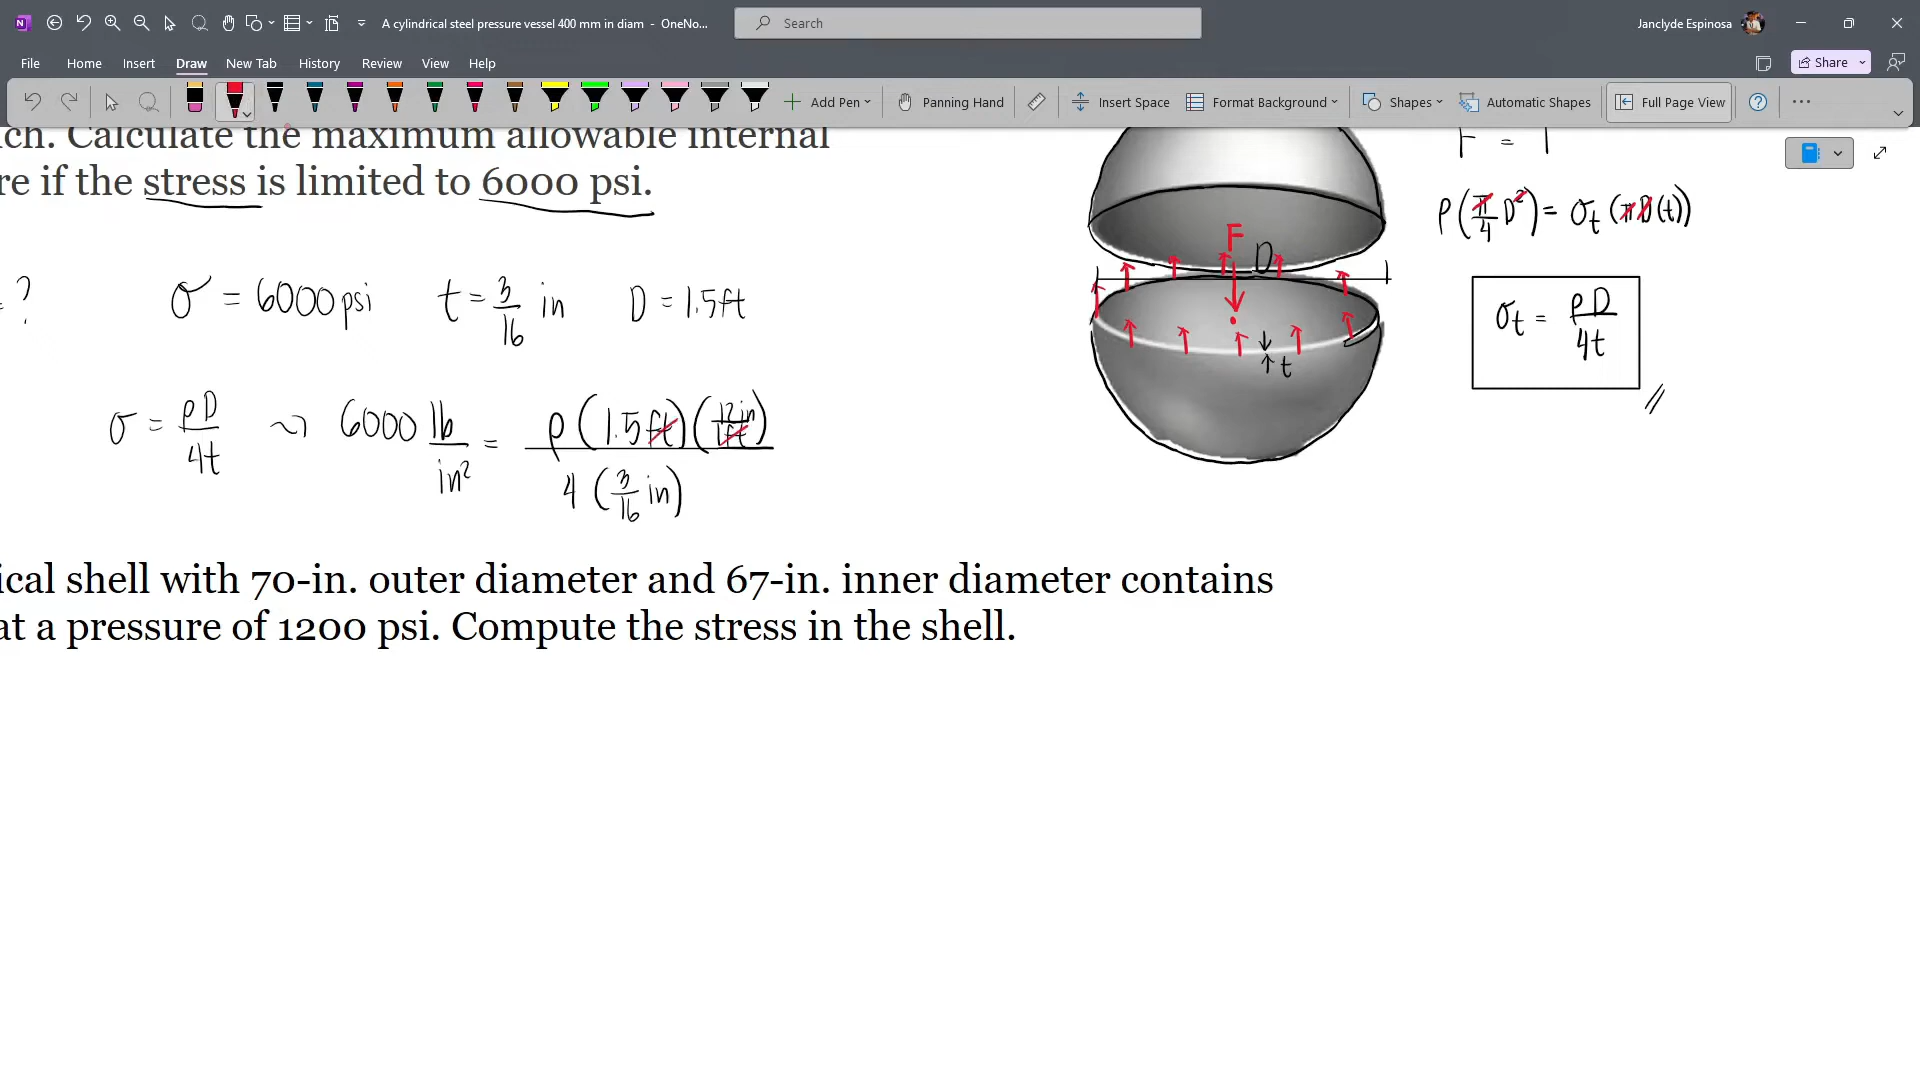 A cylindrical steel pressure vessel 400 mm in diam - OneNo...
Search
Janclyde Espinosa
File Home Insert Draw New Tab History Review View Help
Share
Add Pen Panning Hand Insert Space Format Background Shapes Automatic Shapes Full Page View
ch. Calculate the maximum allowable internal
re if the stress is limited to 6000 psi.
= ? σ = 6000 psi t = 3/16 in D = 1.5 ft
σ = PD/4t ⇝ 6000 lb/in² = P (1.5 ft)(12 in/1 ft) / 4 (3/16 in)
F
D
t
F = T
P(π/4 D²) = σt (πD(t))
σt = PD/4t
ical shell with 70-in. outer diameter and 67-in. inner diameter contains
at a pressure of 1200 psi. Compute the stress in the shell.